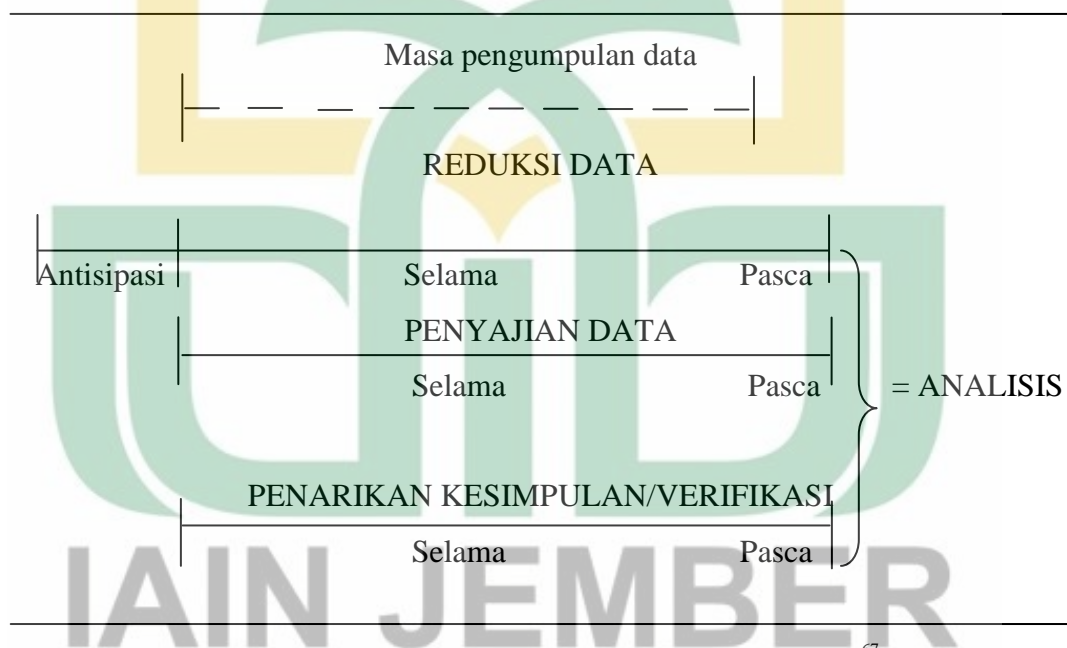 Masa pengumpulan data
REDUKSI DATA
Antisipasi Selama Pasca
PENYAJIAN DATA
Selama Pasca
= ANALISIS
PENARIKAN KESIMPULAN/VERIFIKASI
Selama Pasca
IAIN JEMBER
67